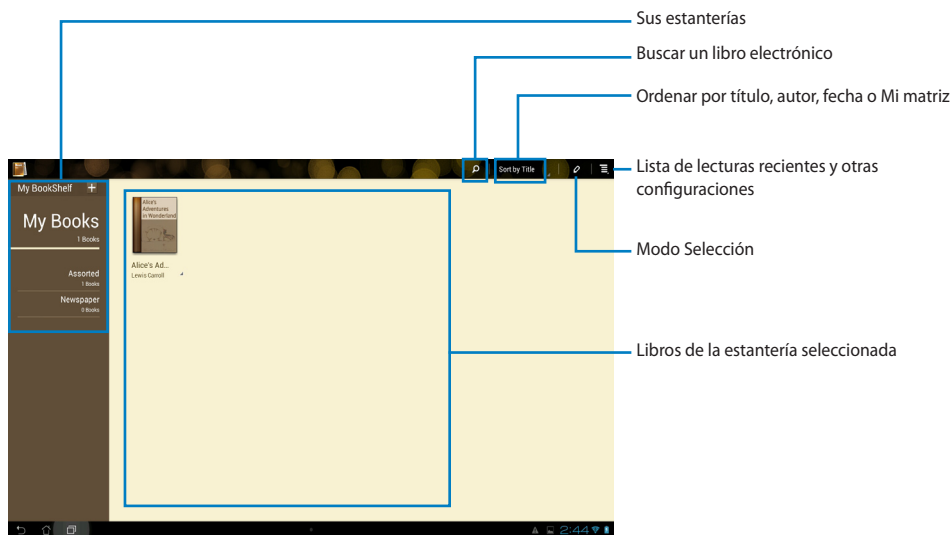 Sus estanterías
Buscar un libro electrónico
Ordenar por título, autor, fecha o Mi matriz
Lista de lecturas recientes y otras
configuraciones
Modo Selección
Libros de la estantería seleccionada
Sort by Title
My BookShelf +
My Books
1 Books
Assorted
1 Books
Newspaper
0 Books
Alice's
Adventures
in Wonderland
Alice's Ad...
Lewis Carroll
A 2:44